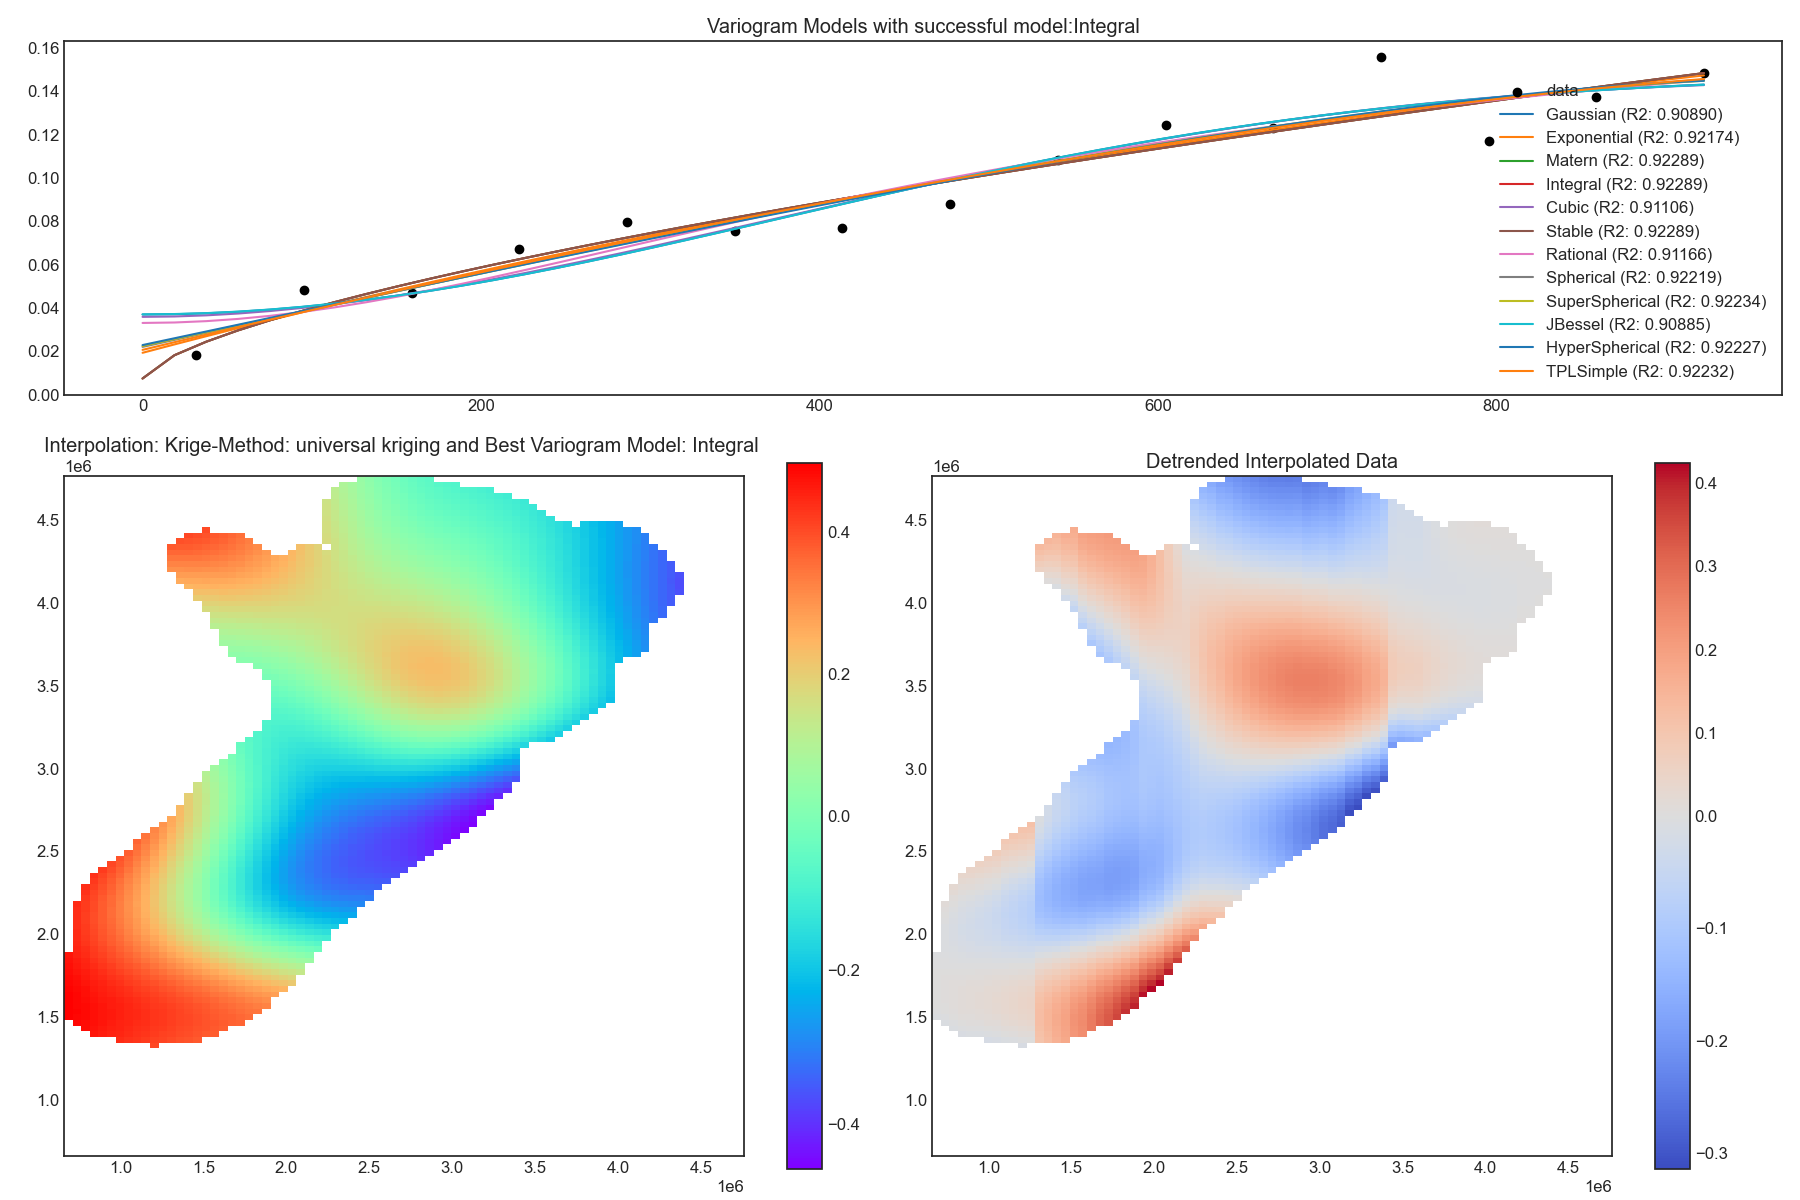 Variogram Models with successful model:Integral
0.16
0.14
0.12
0.10
0.08
0.06
0.04
0.02
0.00
0
200
400
600
800
data
Gaussian (R2: 0.90890)
Exponential (R2: 0.92174)
Matern (R2: 0.92289)
Integral (R2: 0.92289)
Cubic (R2: 0.91106)
Stable (R2: 0.92289)
Rational (R2: 0.91166)
Spherical (R2: 0.92219)
SuperSpherical (R2: 0.92234)
JBessel (R2: 0.90885)
HyperSpherical (R2: 0.92227)
TPLSimple (R2: 0.92232)
Interpolation: Krige-Method: universal kriging and Best Variogram Model: Integral
1e6
4.5
4.0
3.5
3.0
2.5
2.0
1.5
1.0
1.0
1.5
2.0
2.5
3.0
3.5
4.0
4.5
1e6
0.4
0.2
0.0
−0.2
−0.4
Detrended Interpolated Data
1e6
4.5
4.0
3.5
3.0
2.5
2.0
1.5
1.0
1.0
1.5
2.0
2.5
3.0
3.5
4.0
4.5
1e6
0.4
0.3
0.2
0.1
0.0
−0.1
−0.2
−0.3